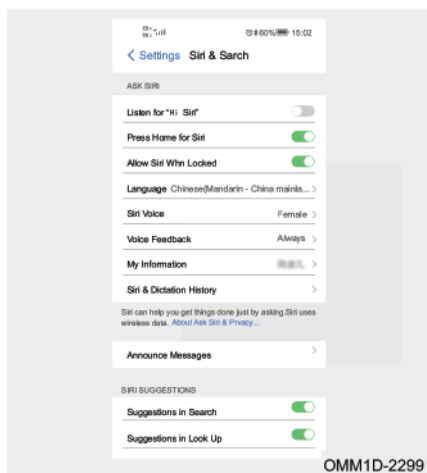 60% 15:02
Settings Siri & Sarch
ASK SIRI
Listen for "Hi Siri"
Press Home for Siri
Allow Siri Whn Locked
Language Chinese(Mandarin - China mainla...
Siri Voice Female
Voice Feedback Always
My Information
Siri & Dictation History
Siri can help you get things done just by asking.Siri uses
wireless data. About Ask Siri & Privacy...
Announce Messages
SIRI SUGGESTIONS
Suggestions in Search
Suggestions in Look Up
OMM1D-2299